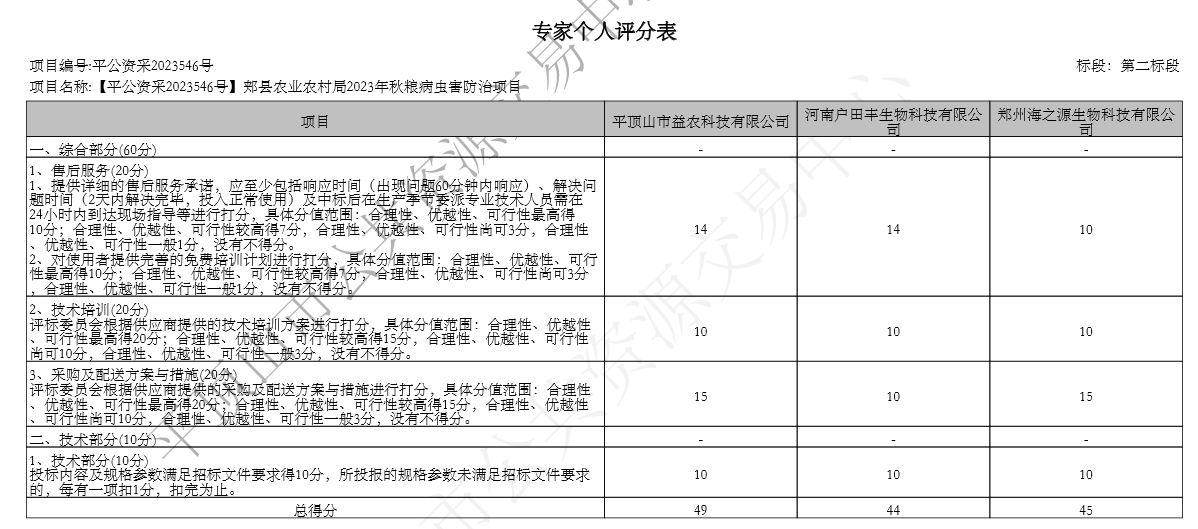 专家个人评分表
项目编号:平公资采2023546号 标段：第二标段
项目名称:【平公资采2023546号】郏县农业农村局2023年秋粮病虫害防治项目
项目 平顶山市益农科技有限公司 河南户田丰生物科技有限公司 郑州海之源生物科技有限公司
一、综合部分(60分) - - -
1、售后服务(20分)
1、提供详细的售后服务承诺，应至少包括响应时间（出现问题60分钟内响应）、解决问
题时间（2天内解决完毕，投入正常使用）及中标后在生产季节委派专业技术人员需在
24小时内到达现场指导等进行打分，具体分值范围：合理性、优越性、可行性最高得
10分；合理性、优越性、可行性较高得7分，合理性、优越性、可行性尚可3分，合理性
、优越性、可行性一般1分，没有不得分。
2、对使用者提供完善的免费培训计划进行打分，具体分值范围：合理性、优越性、可行
性最高得10分；合理性、优越性、可行性较高得7分，合理性、优越性、可行性尚可3分
，合理性、优越性、可行性一般1分，没有不得分。
14 14 10
2、技术培训(20分)
评标委员会根据供应商提供的技术培训方案进行打分，具体分值范围：合理性、优越性
、可行性最高得20分；合理性、优越性、可行性较高得15分，合理性、优越性、可行性
尚可10分，合理性、优越性、可行性一般3分，没有不得分。
10 10 10
3、采购及配送方案与措施(20分)
评标委员会根据供应商提供的采购及配送方案与措施进行打分，具体分值范围：合理性
、优越性、可行性最高得20分；合理性、优越性、可行性较高得15分，合理性、优越性
、可行性尚可10分，合理性、优越性、可行性一般3分，没有不得分。
15 10 15
二、技术部分(10分) - - -
1、技术部分(10分)
投标内容及规格参数满足招标文件要求得10分，所投报的规格参数未满足招标文件要求
的，每有一项扣1分，扣完为止。
10 10 10
总得分 49 44 45
平顶山市公共资源交易中心
市公共资源交易中心